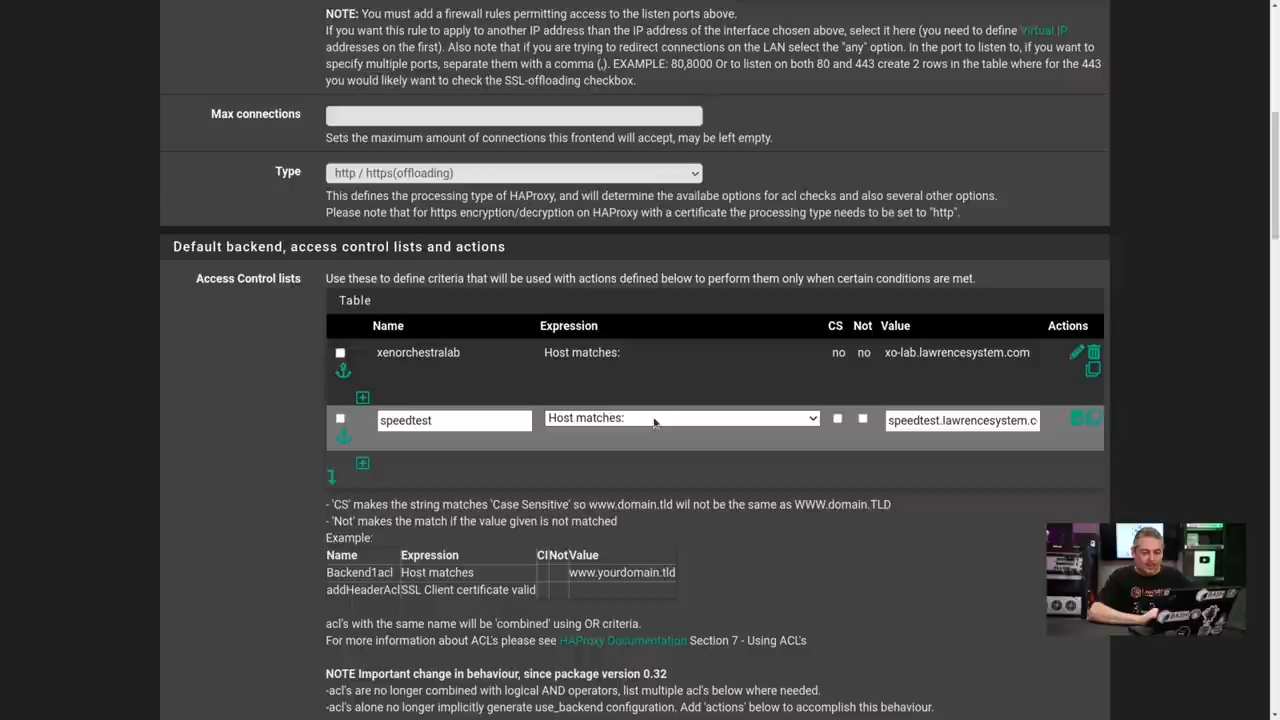 NOTE: You must add a firewall rules permitting access to the listen ports above.
If you want this rule to apply to another IP address than the IP address of the interface chosen above, select it here (you need to define Virtual IP
addresses on the first). Also note that if you are trying to redirect connections on the LAN select the "any" option. In the port to listen to, if you want to
specify multiple ports, separate them with a comma (,). EXAMPLE: 80,8000 Or to listen on both 80 and 443 create 2 rows in the table where for the 443
you would likely want to check the SSL-offloading checkbox.
Max connections
Sets the maximum amount of connections this frontend will accept, may be left empty.
Type http / https(offloading)
This defines the processing type of HAProxy, and will determine the availabe options for acl checks and also several other options.
Please note that for https encryption/decryption on HAProxy with a certificate the processing type needs to be set to "http".
Default backend, access control lists and actions
Access Control lists Use these to define criteria that will be used with actions defined below to perform them only when certain conditions are met.
Table
Name Expression CS Not Value Actions
xenorchestralab Host matches: no no xo-lab.lawrencesystem.com
speedtest Host matches: speedtest.lawrencesystem.c
- 'CS' makes the string matches 'Case Sensitive' so www.domain.tld wil not be the same as WWW.domain.TLD
- 'Not' makes the match if the value given is not matched
Example:
Name Expression CI Not Value
Backend1acl Host matches www.yourdomain.tld
addHeaderAcl SSL Client certificate valid
acl's with the same name will be 'combined' using OR criteria.
For more information about ACL's please see HAProxy Documentation Section 7 - Using ACL's
NOTE Important change in behaviour, since package version 0.32
-acl's are no longer combined with logical AND operators, list multiple acl's below where needed.
-acl's alone no longer implicitly generate use_backend configuration. Add 'actions' below to accomplish this behaviour.